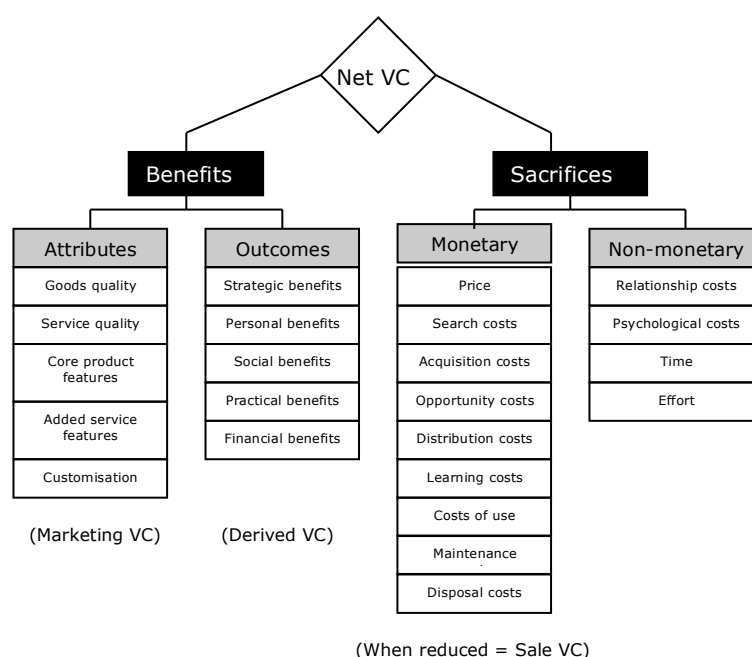 Net VC
Benefits
Sacrifices
Attributes
Goods quality
Service quality
Core product
features
Added service
features
Customisation
(Marketing VC)
Outcomes
Strategic benefits
Personal benefits
Social benefits
Practical benefits
Financial benefits
(Derived VC)
Monetary
Price
Search costs
Acquisition costs
Opportunity costs
Distribution costs
Learning costs
Costs of use
Maintenance
Disposal costs
Non-monetary
Relationship costs
Psychological costs
Time
Effort
(When reduced = Sale VC)